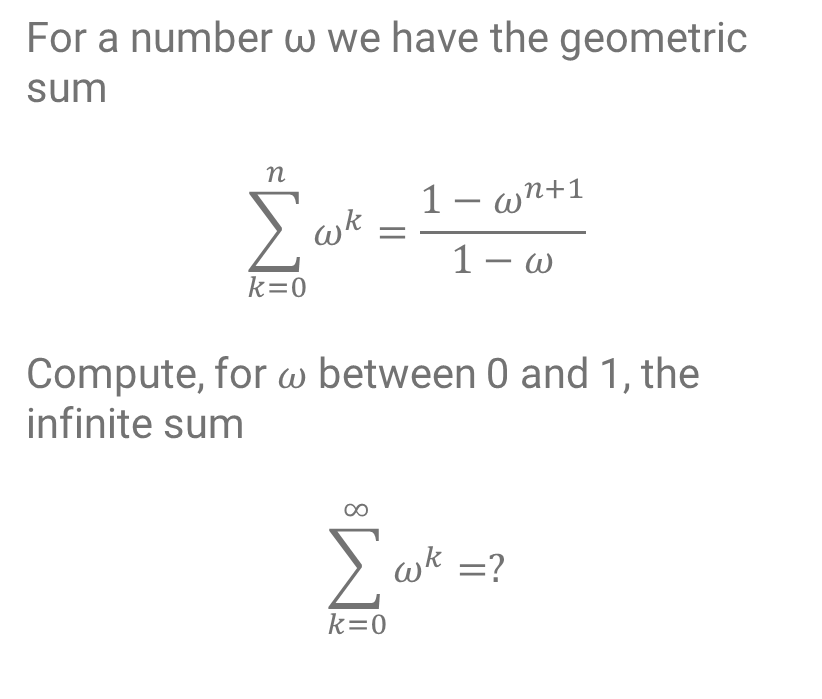 For a number ω we have the geometric
sum
n
∑ ω^k = (1 − ω^{n+1}) / (1 − ω)
k=0
Compute, for ω between 0 and 1, the
infinite sum
∞
∑ ω^k =?
k=0